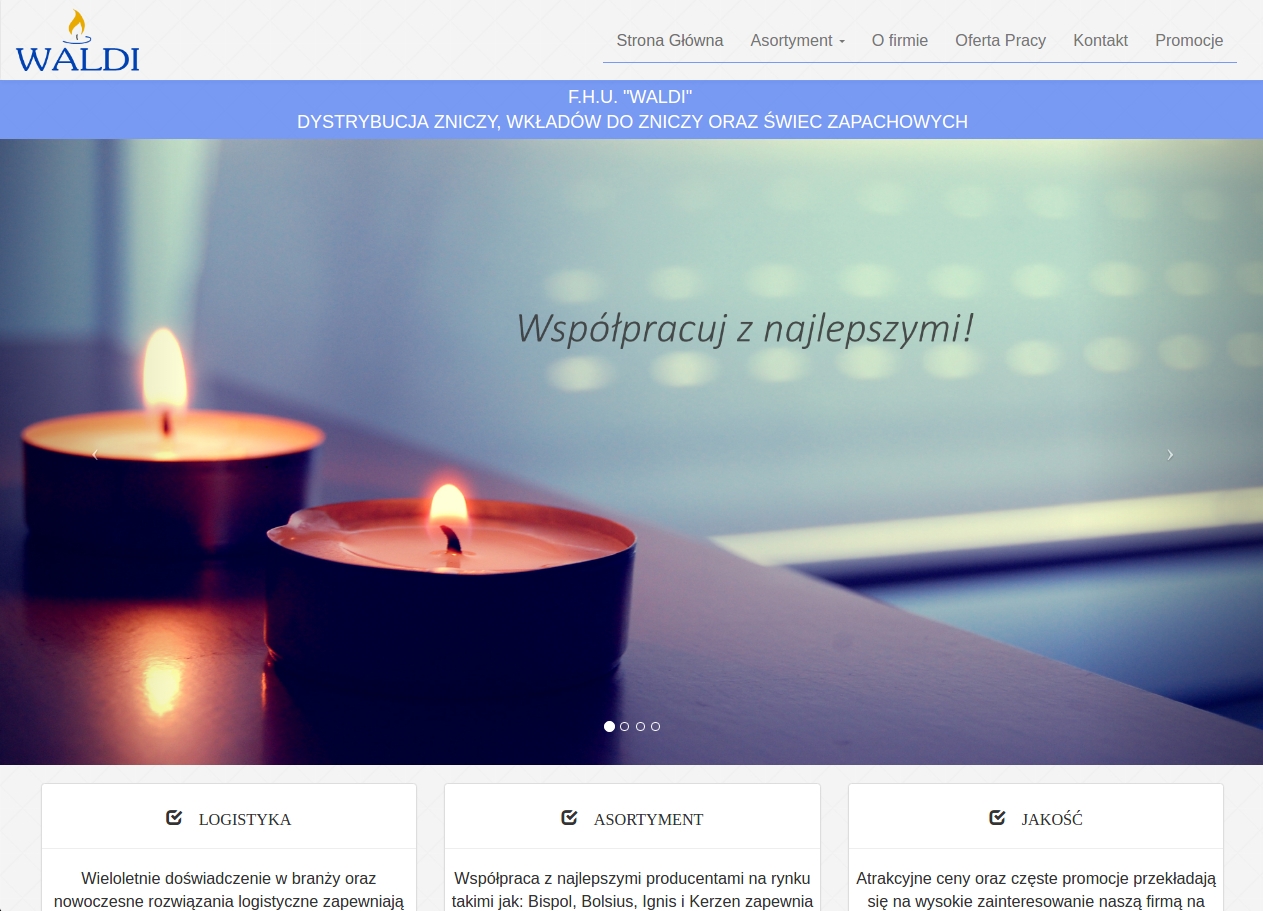 WALDI
Strona Główna Asortyment O firmie Oferta Pracy Kontakt Promocje
F.H.U. "WALDI"
DYSTRYBUCJA ZNICZY, WKŁADÓW DO ZNICZY ORAZ ŚWIEC ZAPACHOWYCH
Współpracuj z najlepszymi!
LOGISTYKA
Wieloletnie doświadczenie w branży oraz
nowoczesne rozwiązania logistyczne zapewniają
ASORTYMENT
Współpraca z najlepszymi producentami na rynku
takimi jak: Bispol, Bolsius, Ignis i Kerzen zapewnia
JAKOŚĆ
Atrakcyjne ceny oraz częste promocje przekładają
się na wysokie zainteresowanie naszą firmą na